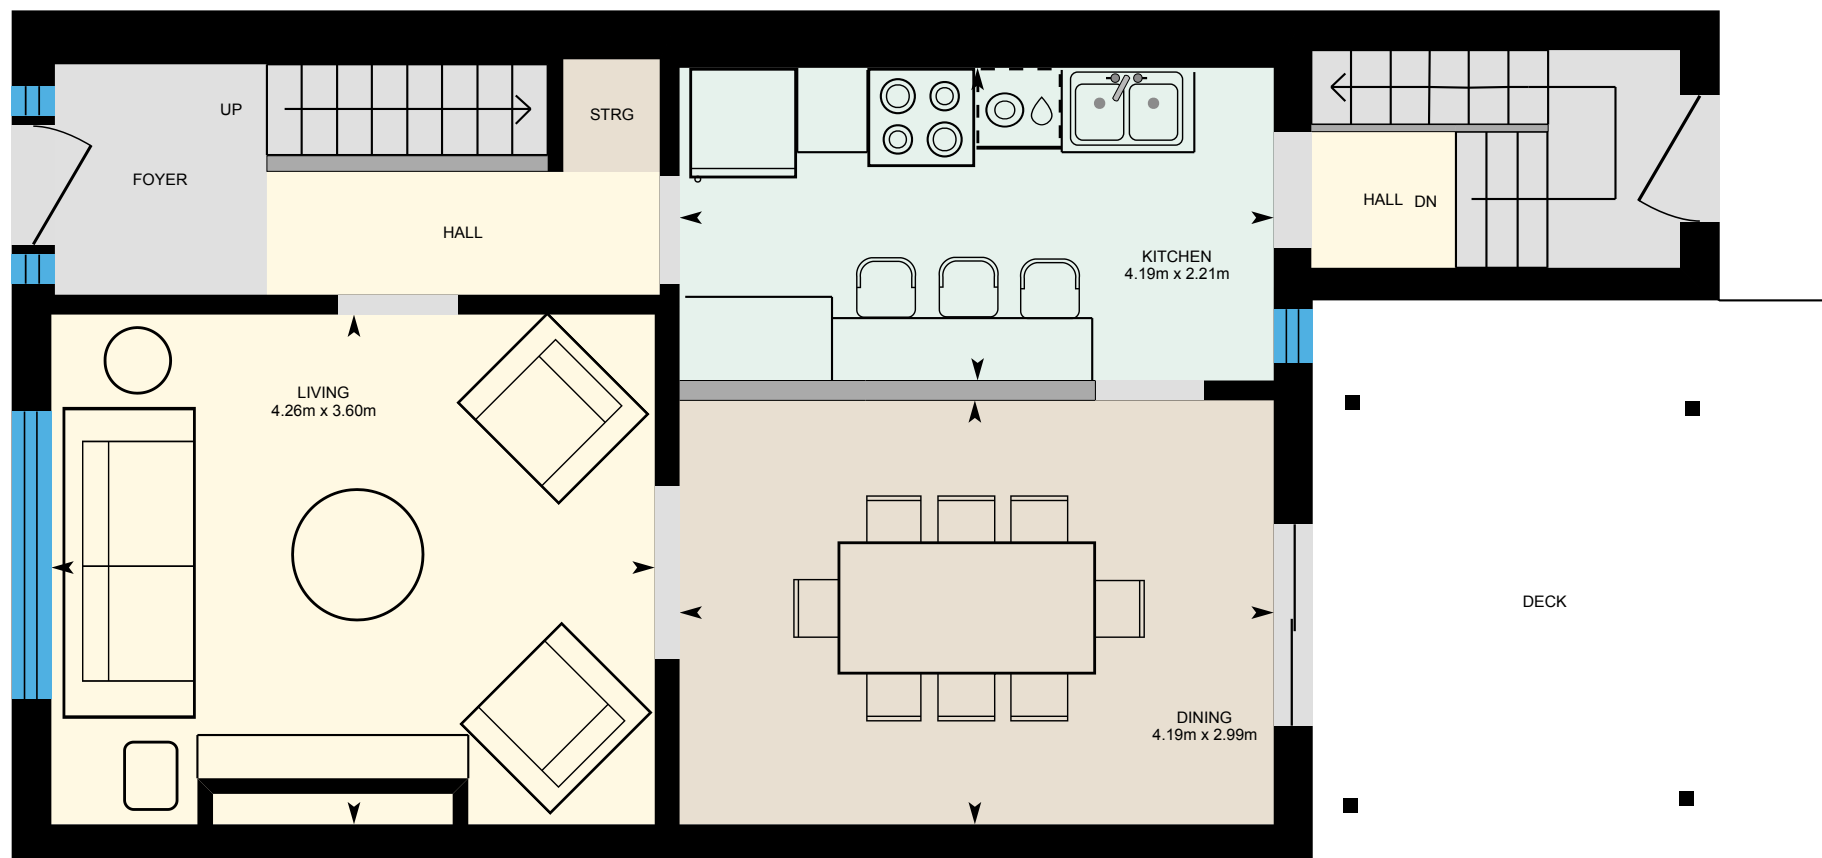 UP
STRG
FOYER
HALL
HALL DN
KITCHEN
4.19m x 2.21m
LIVING
4.26m x 3.60m
DECK
DINING
4.19m x 2.99m